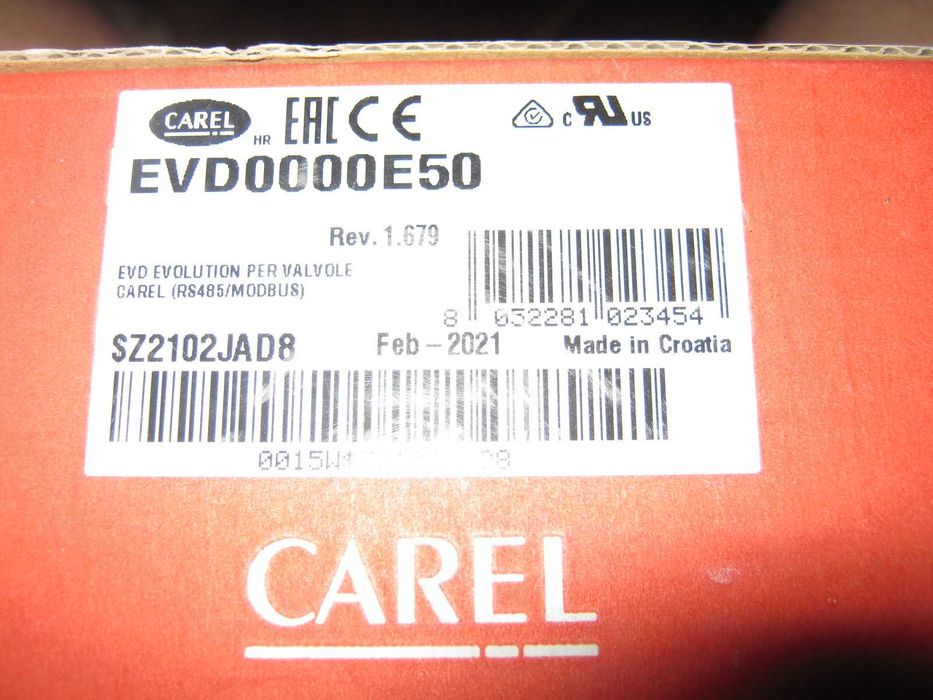 CAREL HR EAC CE C RU US
EVD0000E50
Rev. 1.679
EVD EVOLUTION PER VALVOLE
CAREL (RS485/MODBUS)
8 032281 023454
SZ2102JAD8 Feb-2021 Made in Croatia
CAREL